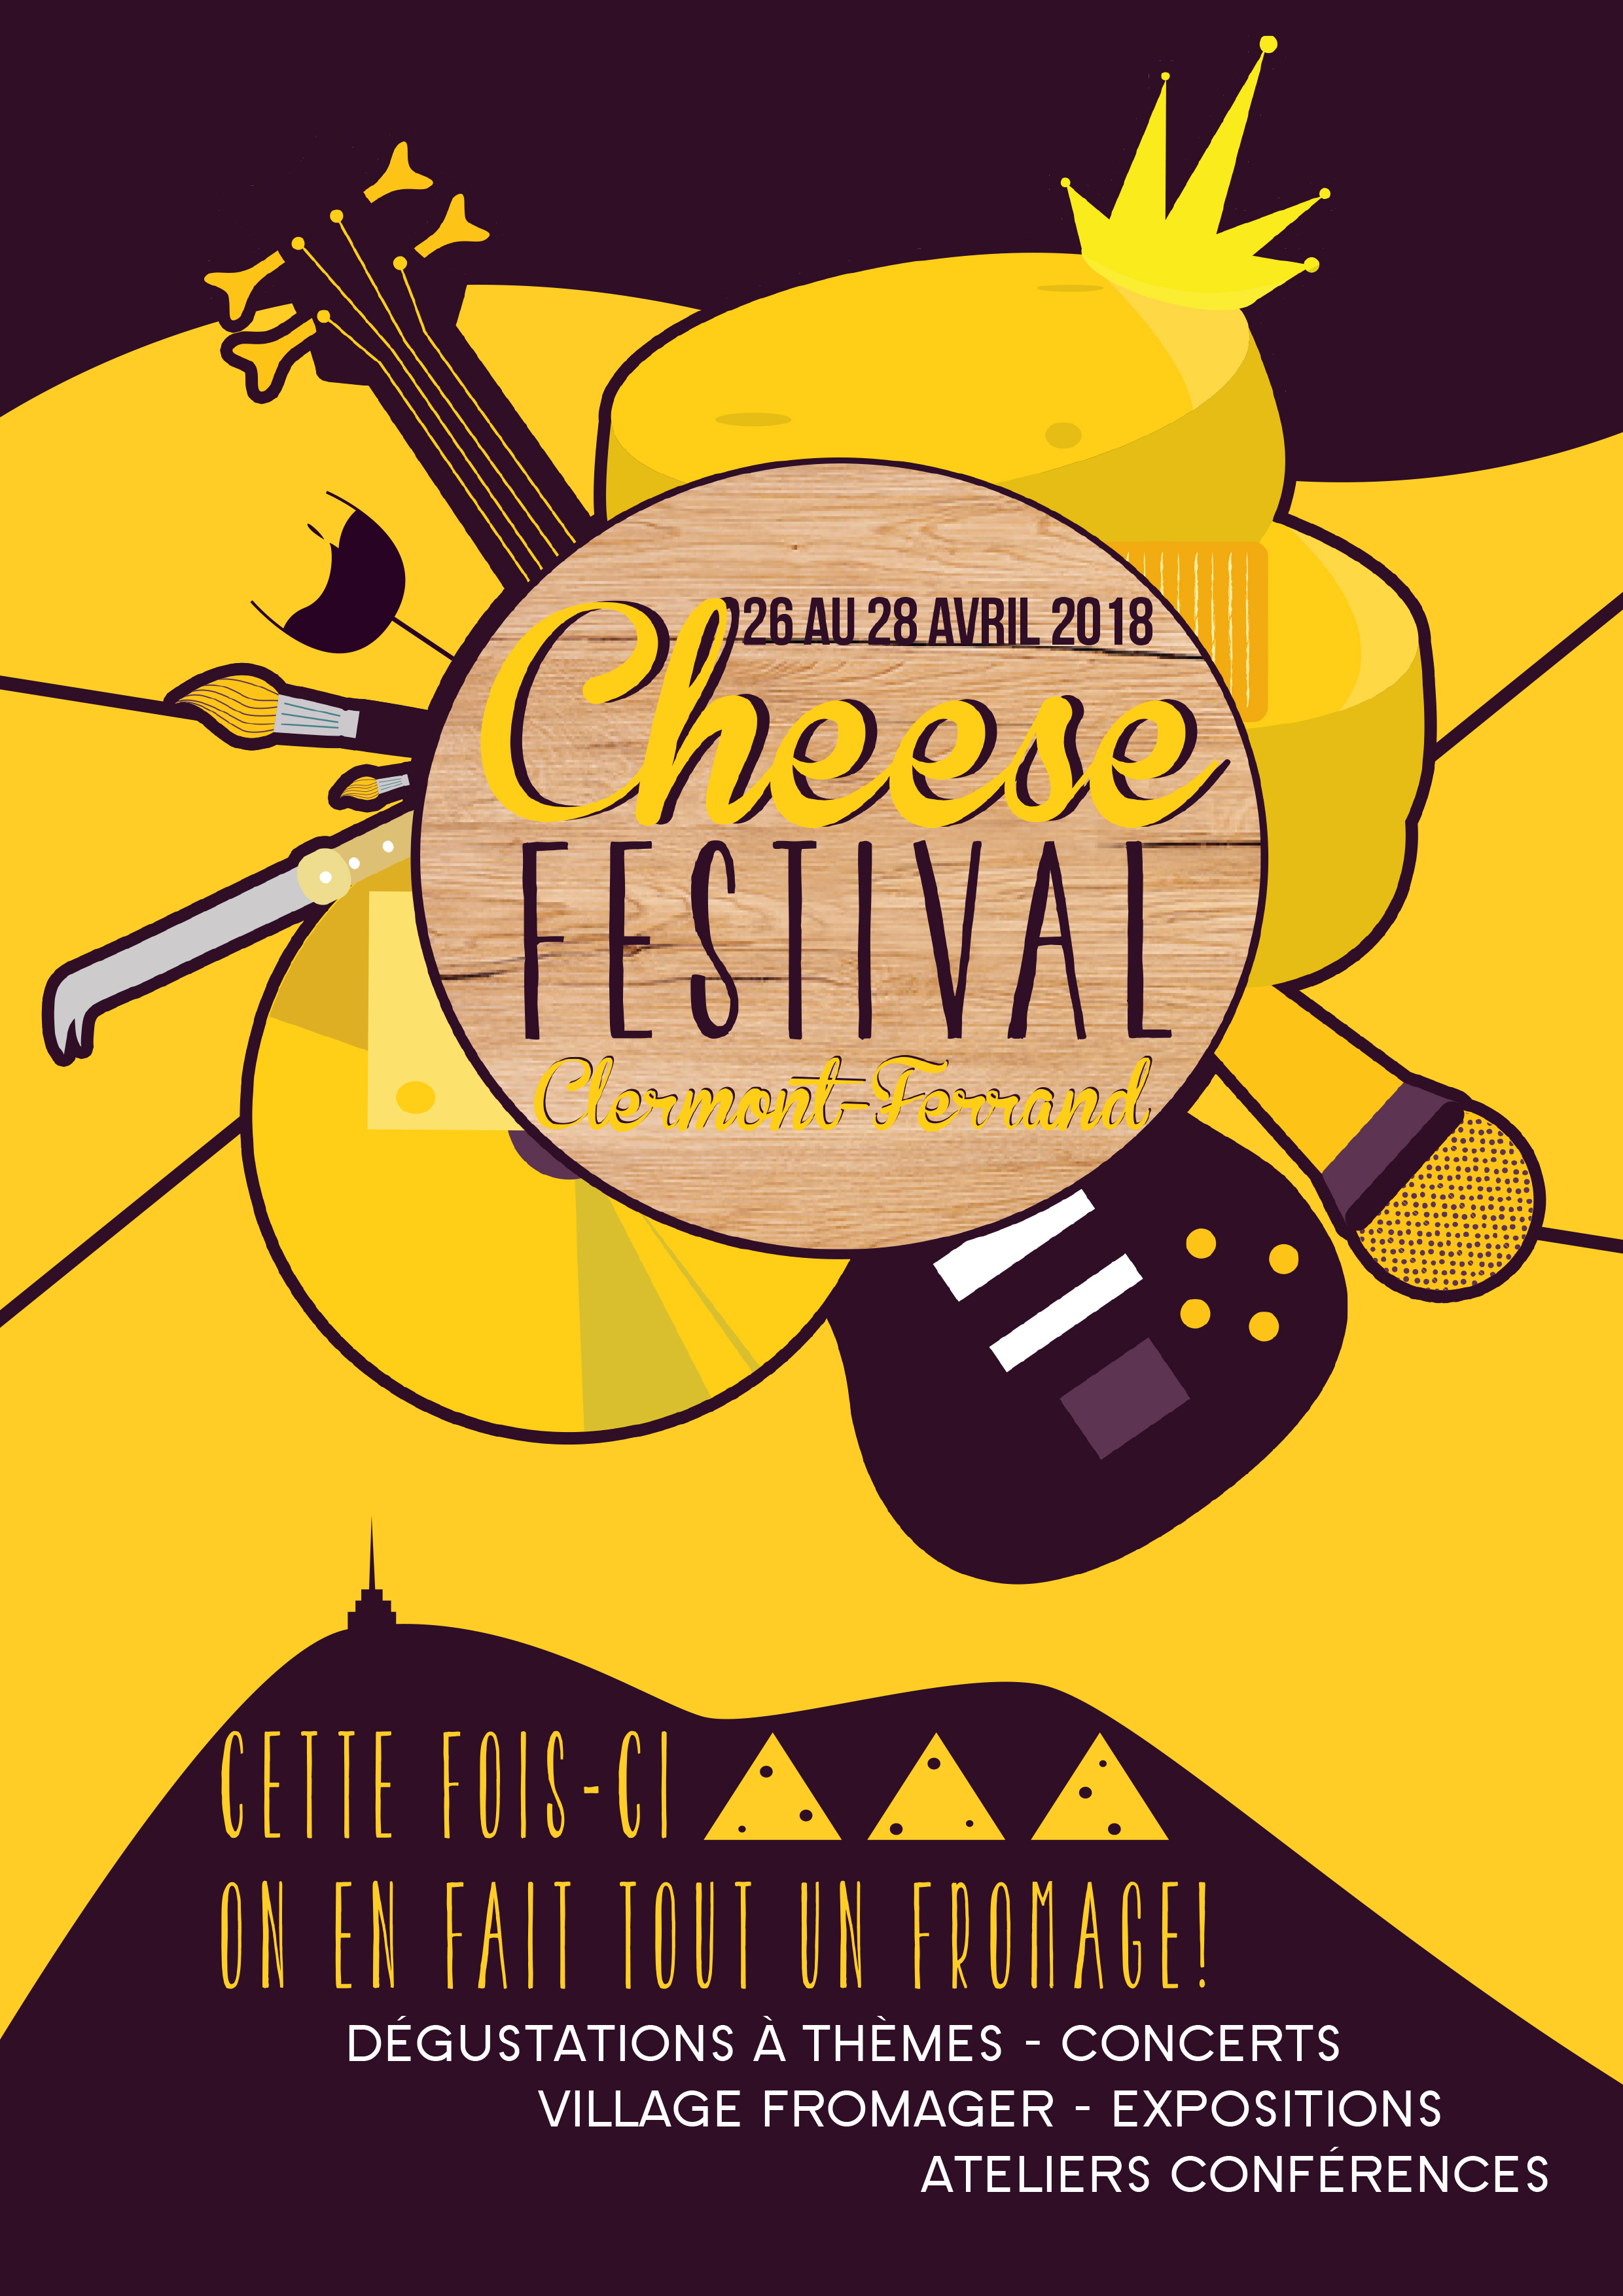 26 AU 28 AVRIL 2018
Cheese
FESTIVAL
Clermont-Ferrand
CETTE FOIS-CI
ON EN FAIT TOUT UN FROMAGE!
DÉGUSTATIONS À THÈMES - CONCERTS
VILLAGE FROMAGER - EXPOSITIONS
ATELIERS CONFÉRENCES